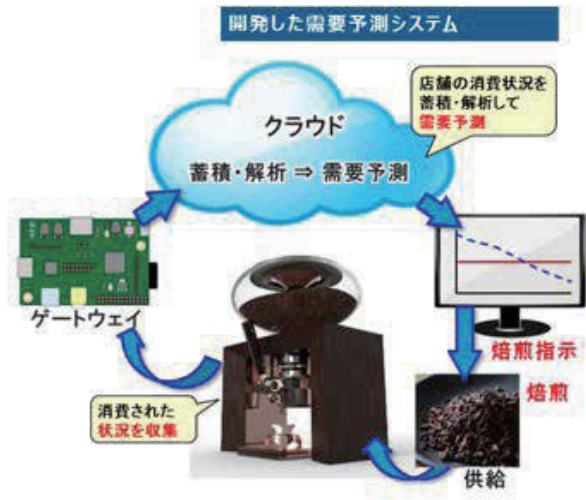 開発した需要予測システム
店舗の消費状況を
蓄積・解析して
需要予測
クラウド
蓄積・解析 ⇒ 需要予測
ゲートウェイ
焙煎指示
焙煎
消費された
状況を収集
供給